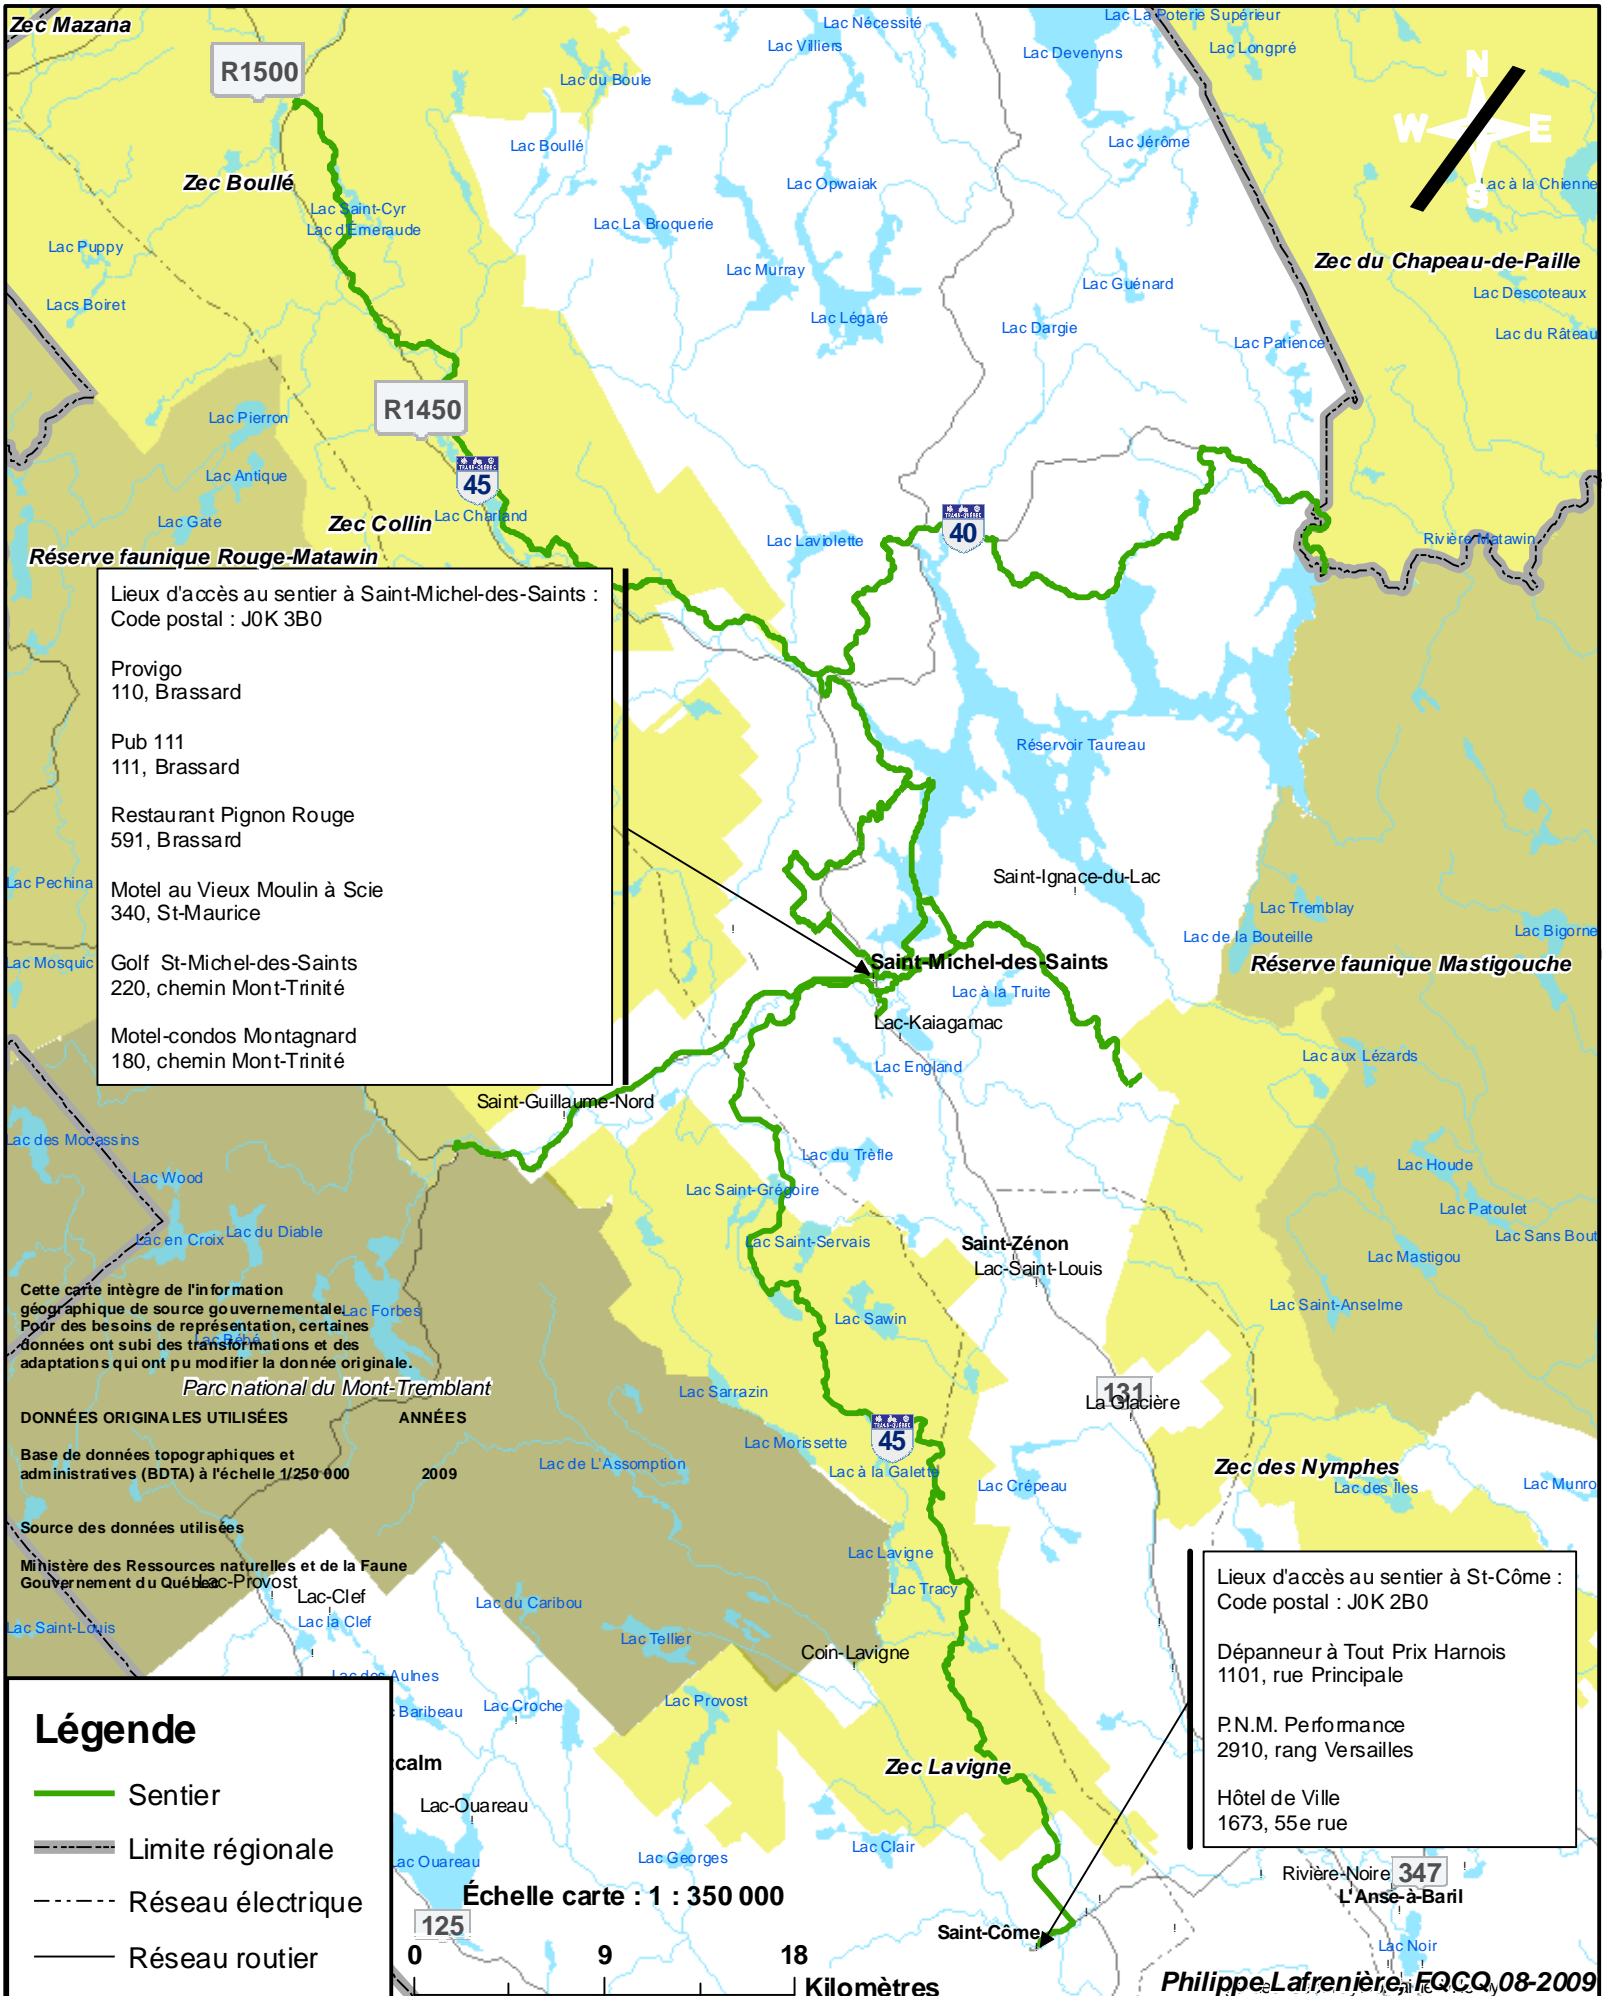 Zec Mazana
Lac Nécessité
Lac La Poterie Supérieur
Lac Villiers
Lac Devenyns
Lac Longpré
R1500
Lac du Boule
N
W
E
S
Lac Boullé
Lac Jérôme
Zec Boullé
Lac Opwaiak
Lac à la Chienne
Lac Saint-Cyr
Lac d'Émeraude
Lac La Broquerie
Lac Puppy
Zec du Chapeau-de-Paille
Lac Murray
Lac Guénard
Lac Descoteaux
Lacs Boiret
Lac Légaré
Lac Dargie
Lac du Râteau
Lac Patience
R1450
Lac Pierron
Lac Antique
TRANS-QUÉBEC
45
Lac Gate
Zec Collin
Lac Charland
TRANS-QUÉBEC
40
Lac Laviolette
Rivière Matawin
Réserve faunique Rouge-Matawin
Lieux d'accès au sentier à Saint-Michel-des-Saints :
Code postal : J0K 3B0
Provigo
110, Brassard
Pub 111
111, Brassard
Restaurant Pignon Rouge
591, Brassard
Motel au Vieux Moulin à Scie
340, St-Maurice
Golf St-Michel-des-Saints
220, chemin Mont-Trinité
Motel-condos Montagnard
180, chemin Mont-Trinité
Réservoir Taureau
Lac Pechina
Saint-Ignace-du-Lac
Lac Tremblay
Lac de la Bouteille
Lac Bigorne
Lac Mosquic
Saint-Michel-des-Saints
Réserve faunique Mastigouche
Lac à la Truite
Lac-Kaiagamac
Lac England
Lac aux Lézards
Saint-Guillaume-Nord
Lac des Mocassins
Lac du Trèfle
Lac Houde
Lac Wood
Lac Saint-Grégoire
Lac Patoulet
Lac en Croix
Lac du Diable
Lac Saint-Servais
Saint-Zénon
Lac Sans Bout
Lac-Saint-Louis
Lac Mastigou
Cette carte intègre de l'information
géographique de source gouvernementale.
Pour des besoins de représentation, certaines
données ont subi des transformations et des
adaptations qui ont pu modifier la donnée originale.
Lac Forbes
Lac Bébé
Lac Sawin
Lac Saint-Anselme
Parc national du Mont-Tremblant
Lac Sarrazin
131
La Glacière
DONNÉES ORIGINALES UTILISÉES ANNÉES
Base de données topographiques et
administratives (BDTA) à l'échelle 1/250 000 2009
TRANS-QUÉBEC
45
Lac Morissette
Lac de L'Assomption
Lac à la Galette
Zec des Nymphes
Lac Crépeau
Lac des Îles
Lac Munro
Source des données utilisées
Ministère des Ressources naturelles et de la Faune
Gouvernement du Québec
Lac-Provost
Lac-Clef
Lac la Clef
Lac Saint-Louis
Lac Lavigne
Lac Tracy
Lac du Caribou
Lac Tellier
Coin-Lavigne
Lac des Aulnes
Baribeau
Lac Croche
Lac Provost
Lieux d'accès au sentier à St-Côme :
Code postal : J0K 2B0
Dépanneur à Tout Prix Harnois
1101, rue Principale
P.N.M. Performance
2910, rang Versailles
Hôtel de Ville
1673, 55e rue
Légende
Sentier
Limite régionale
Réseau électrique
Réseau routier
calm
Zec Lavigne
Lac-Ouareau
Lac Ouareau
Lac Georges
Lac Clair
Rivière-Noire
347
L'Anse-à-Baril
Échelle carte : 1 : 350 000
125
0 9 18
Kilomètres
Saint-Côme
Lac Noir
Philippe Lafrenière, FQCQ 08-2009